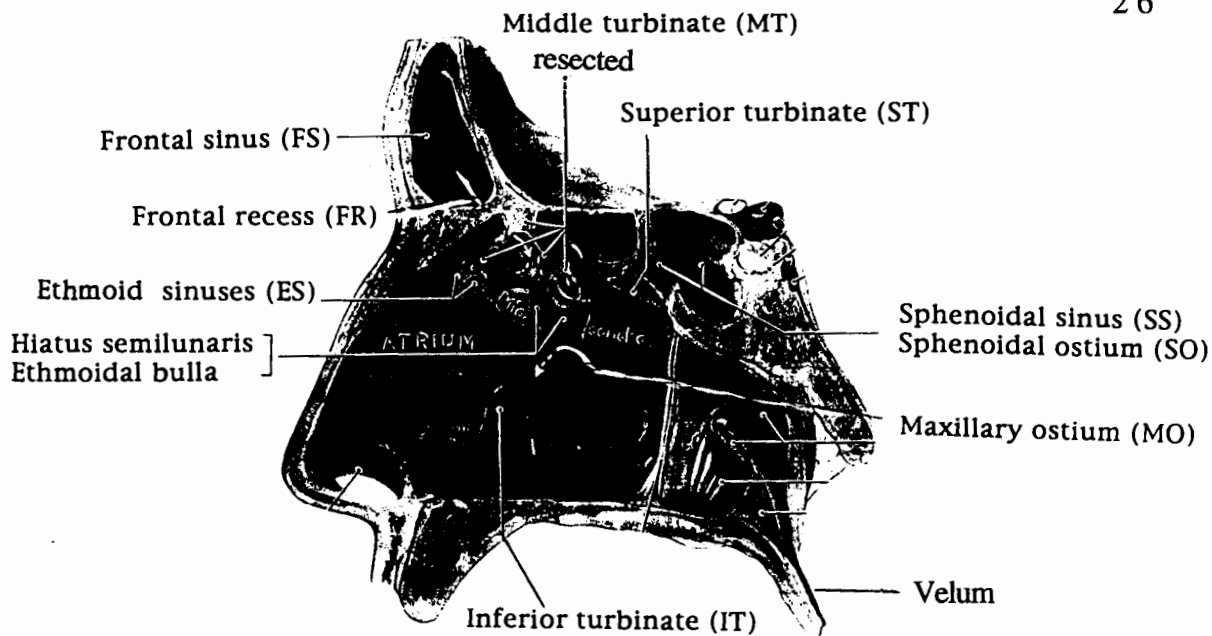 26
Middle turbinate (MT)
resected
Superior turbinate (ST)
Frontal sinus (FS)
Frontal recess (FR)
Ethmoid sinuses (ES)
Hiatus semilunaris
Ethmoidal bulla
ATRIUM
Sphenoidal sinus (SS)
Sphenoidal ostium (SO)
Maxillary ostium (MO)
Velum
Inferior turbinate (IT)